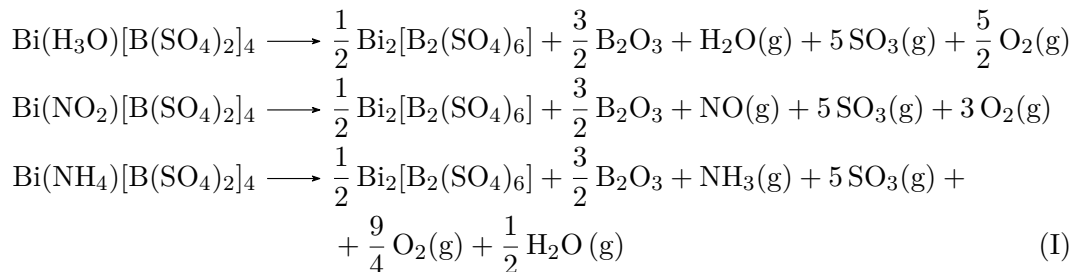 Bi(H₃O)[B(SO₄)₂]₄ ⟶ 1/2 Bi₂[B₂(SO₄)₆] + 3/2 B₂O₃ + H₂O(g) + 5 SO₃(g) + 5/2 O₂(g)
Bi(NO₂)[B(SO₄)₂]₄ ⟶ 1/2 Bi₂[B₂(SO₄)₆] + 3/2 B₂O₃ + NO(g) + 5 SO₃(g) + 3 O₂(g)
Bi(NH₄)[B(SO₄)₂]₄ ⟶ 1/2 Bi₂[B₂(SO₄)₆] + 3/2 B₂O₃ + NH₃(g) + 5 SO₃(g) +
+ 9/4 O₂(g) + 1/2 H₂O (g) (I)